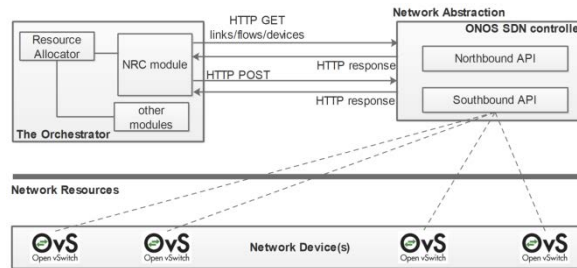 HTTP GET
links/flows/devices
Network Abstraction
ONOS SDN controller
Resource
Allocator
NRC module
HTTP response
Northbound API
HTTP POST
HTTP response
Southbound API
other
modules
The Orchestrator
Network Resources
OvS
Open vSwitch
OvS
Open vSwitch
Network Device(s)
OvS
Open vSwitch
OvS
Open vSwitch